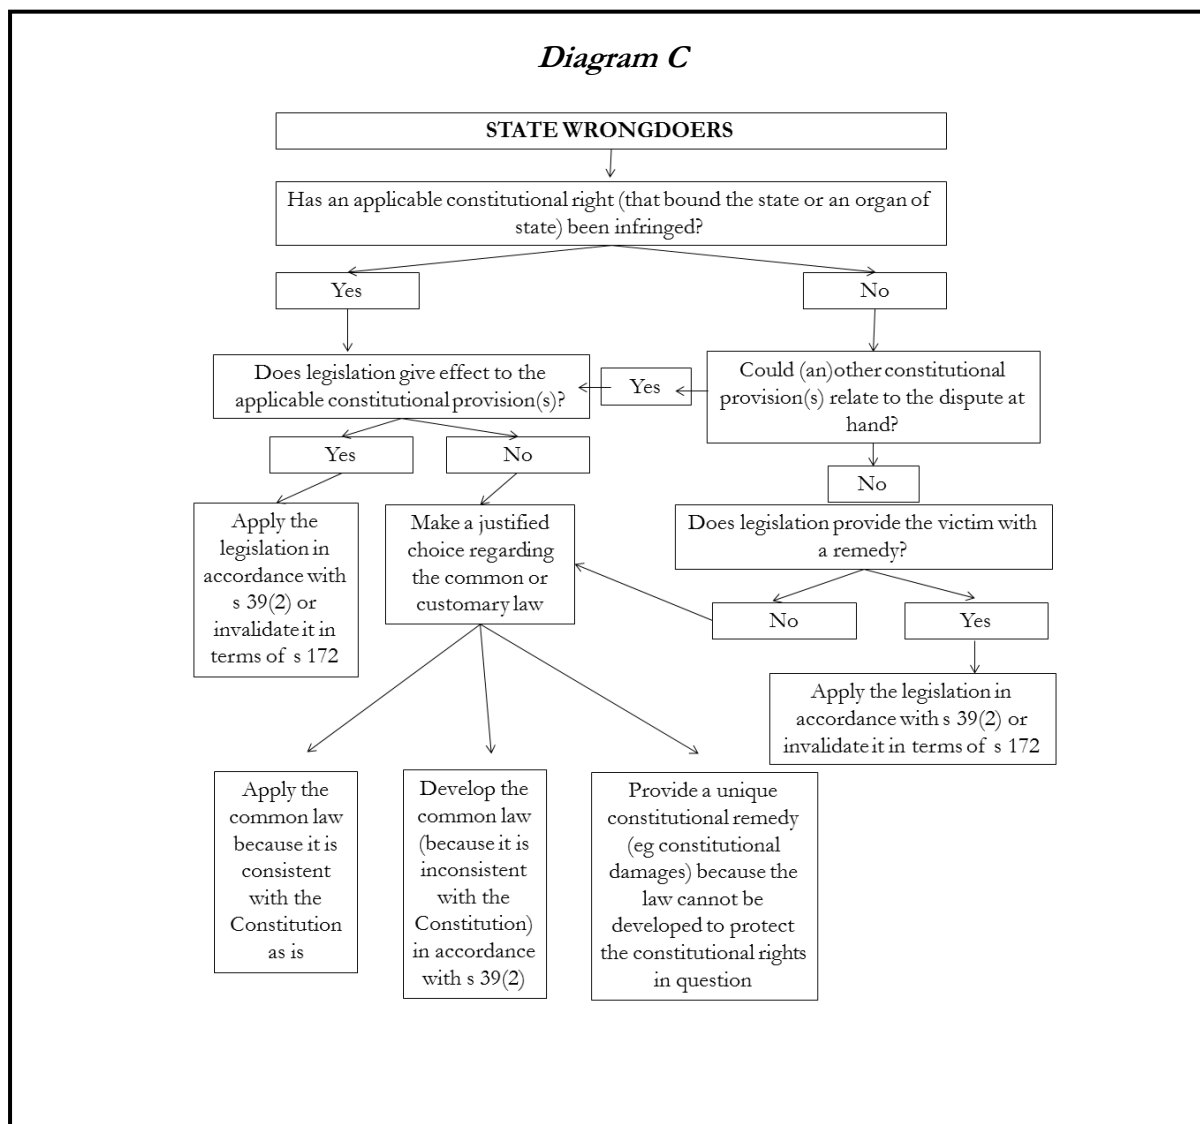 Diagram C
STATE WRONGDOERS
Has an applicable constitutional right (that bound the state or an organ of
state) been infringed?
Yes
No
Does legislation give effect to the
applicable constitutional provision(s)?
Yes
Could (an)other constitutional
provision(s) relate to the dispute at
hand?
Yes
No
No
Apply the
legislation in
accordance with
s 39(2) or
invalidate it in
terms of s 172
Make a justified
choice regarding
the common or
customary law
Does legislation provide the victim with
a remedy?
No
Yes
Apply the legislation in
accordance with s 39(2) or
invalidate it in terms of s 172
Apply the
common law
because it is
consistent
with the
Constitution
as is
Develop the
common law
(because it is
inconsistent
with the
Constitution)
in accordance
with s 39(2)
Provide a unique
constitutional remedy
(eg constitutional
damages) because the
law cannot be
developed to protect
the constitutional rights
in question